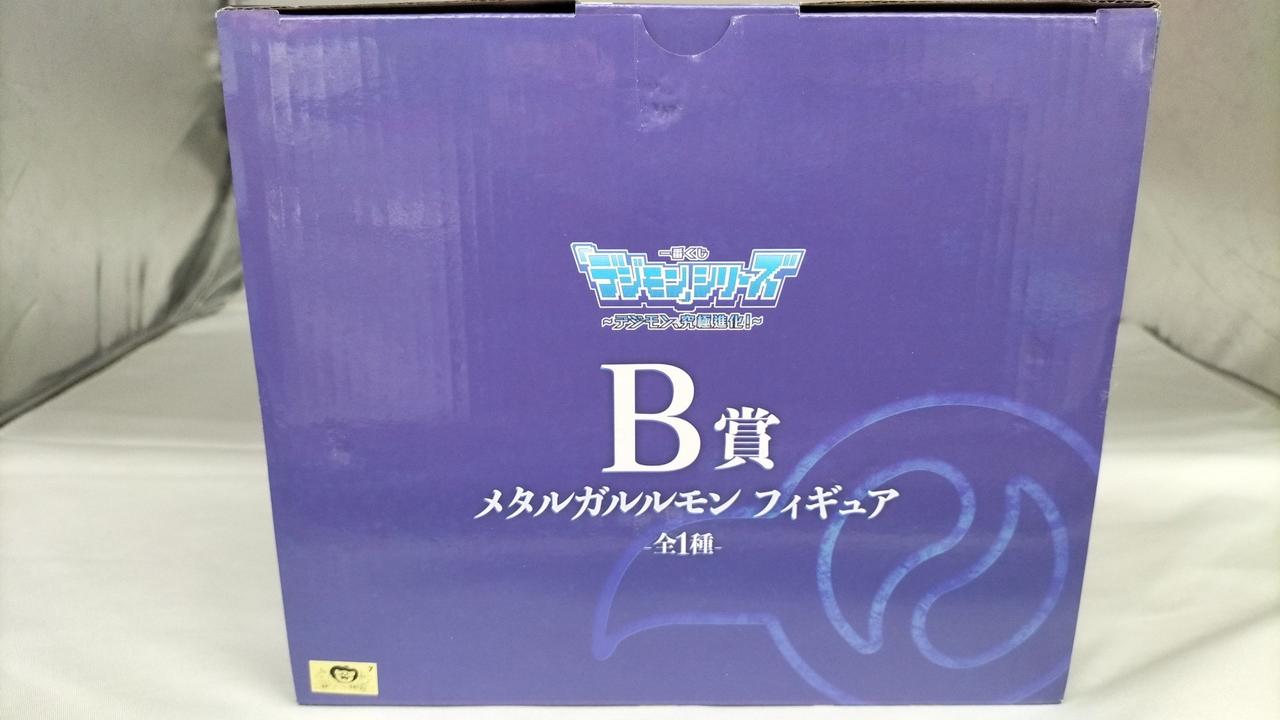 一番くじ
デジモンシリーズ
～デジモン、究極進化！～
B賞
メタルガルルモン フィギュア
-全1種-
7